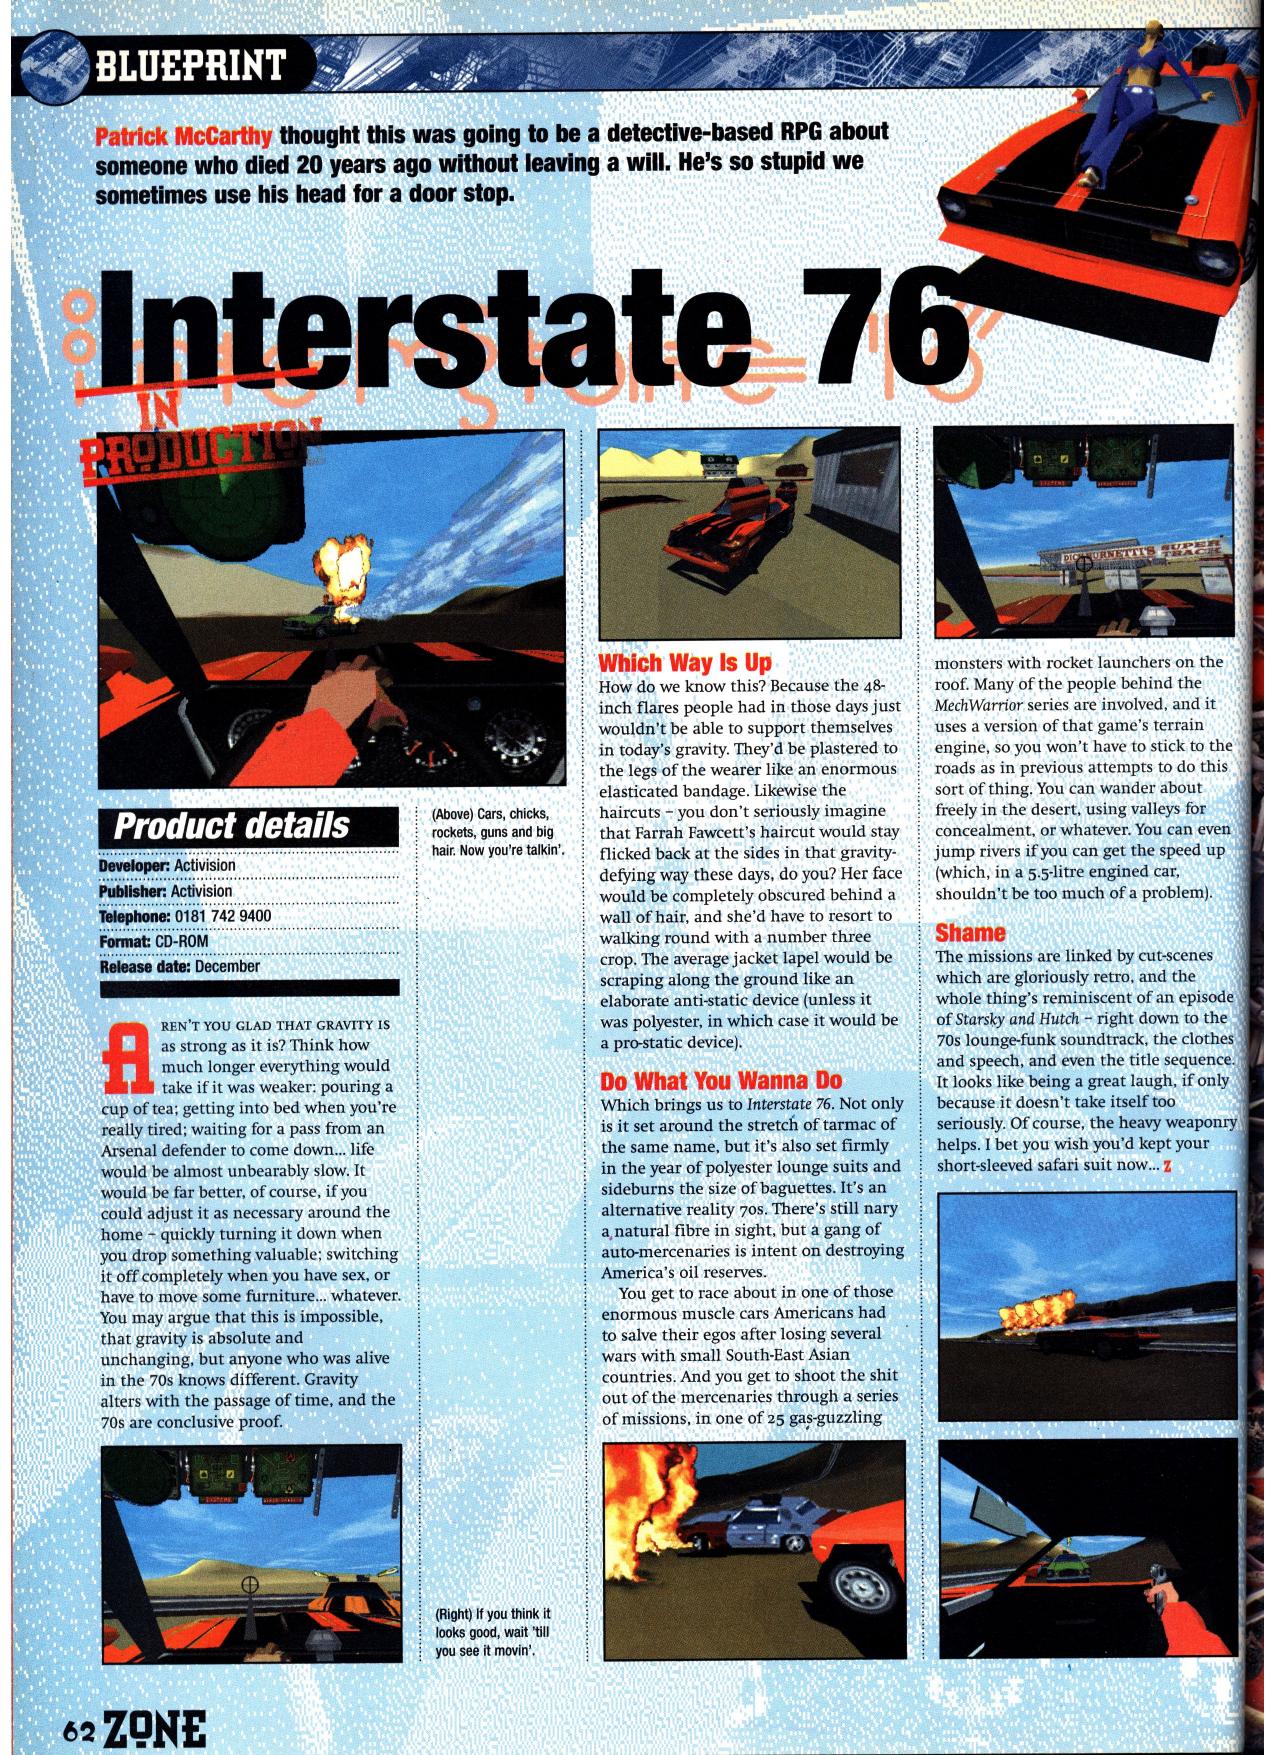 BLUEPRINT
Patrick McCarthy thought this was going to be a detective-based RPG about
someone who died 20 years ago without leaving a will. He's so stupid we
sometimes use his head for a door stop.
Interstate 76
IN
PRODUCTION
Product details
Developer: Activision
Publisher: Activision
Telephone: 0181 742 9400
Format: CD-ROM
Release date: December
(Above) Cars, chicks,
rockets, guns and big
hair. Now you're talkin'.
AREN'T YOU GLAD THAT GRAVITY IS
as strong as it is? Think how
much longer everything would
take if it was weaker: pouring a
cup of tea; getting into bed when you're
really tired; waiting for a pass from an
Arsenal defender to come down... life
would be almost unbearably slow. It
would be far better, of course, if you
could adjust it as necessary around the
home – quickly turning it down when
you drop something valuable; switching
it off completely when you have sex, or
have to move some furniture... whatever.
You may argue that this is impossible,
that gravity is absolute and
unchanging, but anyone who was alive
in the 70s knows different. Gravity
alters with the passage of time, and the
70s are conclusive proof.
(Right) If you think it
looks good, wait 'till
you see it movin'.
Which Way Is Up
How do we know this? Because the 48-
inch flares people had in those days just
wouldn't be able to support themselves
in today's gravity. They'd be plastered to
the legs of the wearer like an enormous
elasticated bandage. Likewise the
haircuts – you don't seriously imagine
that Farrah Fawcett's haircut would stay
flicked back at the sides in that gravity-
defying way these days, do you? Her face
would be completely obscured behind a
wall of hair, and she'd have to resort to
walking round with a number three
crop. The average jacket lapel would be
scraping along the ground like an
elaborate anti-static device (unless it
was polyester, in which case it would be
a pro-static device).
Do What You Wanna Do
Which brings us to Interstate 76. Not only
is it set around the stretch of tarmac of
the same name, but it's also set firmly
in the year of polyester lounge suits and
sideburns the size of baguettes. It's an
alternative reality 70s. There's still nary
a natural fibre in sight, but a gang of
auto-mercenaries is intent on destroying
America's oil reserves.
You get to race about in one of those
enormous muscle cars Americans had
to salve their egos after losing several
wars with small South-East Asian
countries. And you get to shoot the shit
out of the mercenaries through a series
of missions, in one of 25 gas-guzzling
monsters with rocket launchers on the
roof. Many of the people behind the
MechWarrior series are involved, and it
uses a version of that game's terrain
engine, so you won't have to stick to the
roads as in previous attempts to do this
sort of thing. You can wander about
freely in the desert, using valleys for
concealment, or whatever. You can even
jump rivers if you can get the speed up
(which, in a 5.5-litre engined car,
shouldn't be too much of a problem).
Shame
The missions are linked by cut-scenes
which are gloriously retro, and the
whole thing's reminiscent of an episode
of Starsky and Hutch – right down to the
70s lounge-funk soundtrack, the clothes
and speech, and even the title sequence.
It looks like being a great laugh, if only
because it doesn't take itself too
seriously. Of course, the heavy weaponry
helps. I bet you wish you'd kept your
short-sleeved safari suit now... Z
62 ZONE